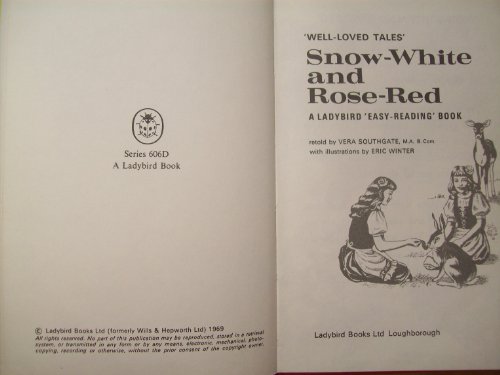 Series 606D
A Ladybird Book
© Ladybird Books Ltd (formerly Wills & Hepworth Ltd) 1969
All rights reserved. No part of this publication may be reproduced, stored in a retrieval
system, or transmitted in any form or by any means, electronic, mechanical, photo-
copying, recording or otherwise, without the prior consent of the copyright owner.
'WELL-LOVED TALES'
Snow-White
and
Rose-Red
A LADYBIRD 'EASY-READING' BOOK
retold by VERA SOUTHGATE, M.A. B.Com
with illustrations by ERIC WINTER
Ladybird Books Ltd Loughborough